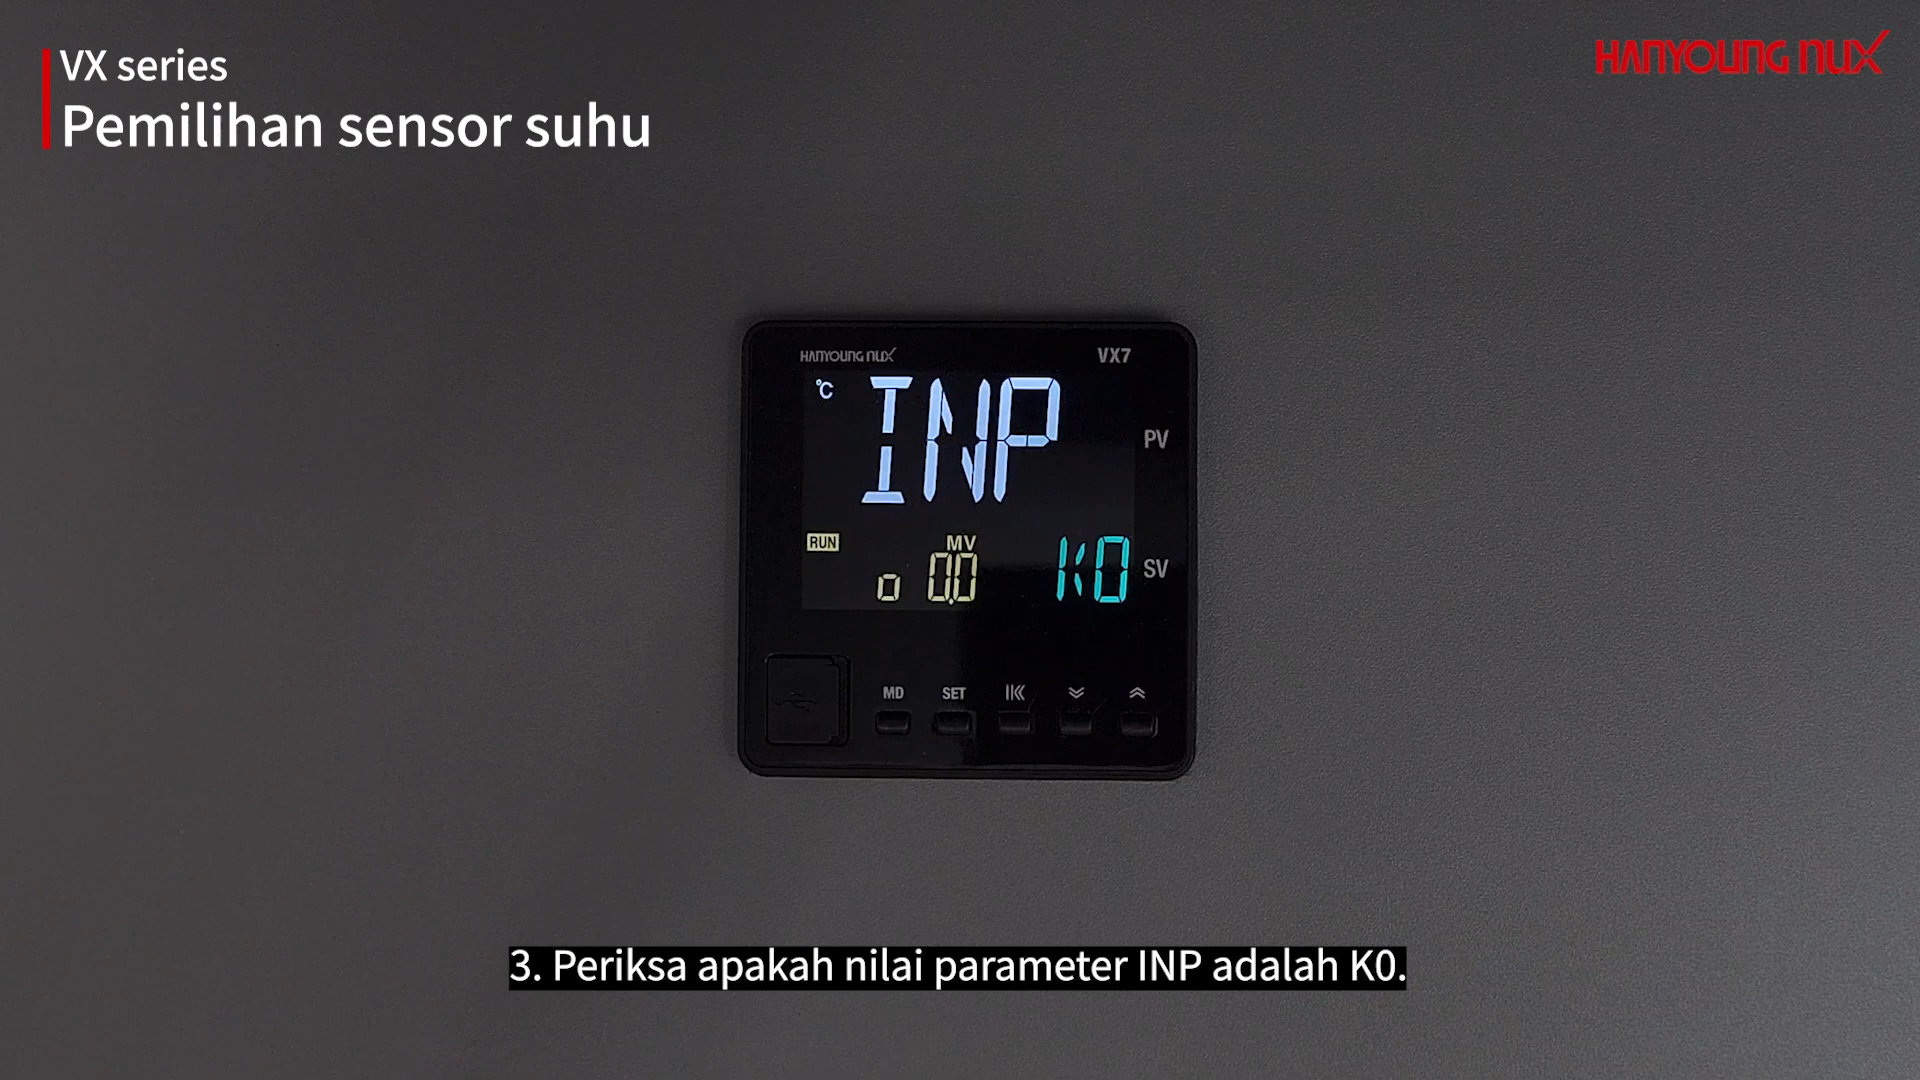 VX series
Pemilihan sensor suhu
HANYOUNG NUX
HANYOUNG NUX
VX7
°C
INP
PV
RUN
MV
o 0.0
K0
SV
MD
SET
3. Periksa apakah nilai parameter INP adalah K0.